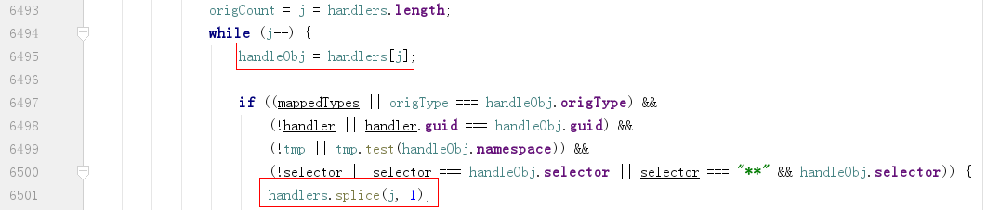 6493 origCount = j = handlers.length;
6494 while (j--) {
6495 handleObj = handlers[j];
6496
6497 if ((mappedTypes || origType === handleObj.origType) &&
6498 (!handler || handler.guid === handleObj.guid) &&
6499 (!tmp || tmp.test(handleObj.namespace)) &&
6500 (!selector || selector === handleObj.selector || selector === "**" && handleObj.selector)) {
6501 handlers.splice(j, 1);